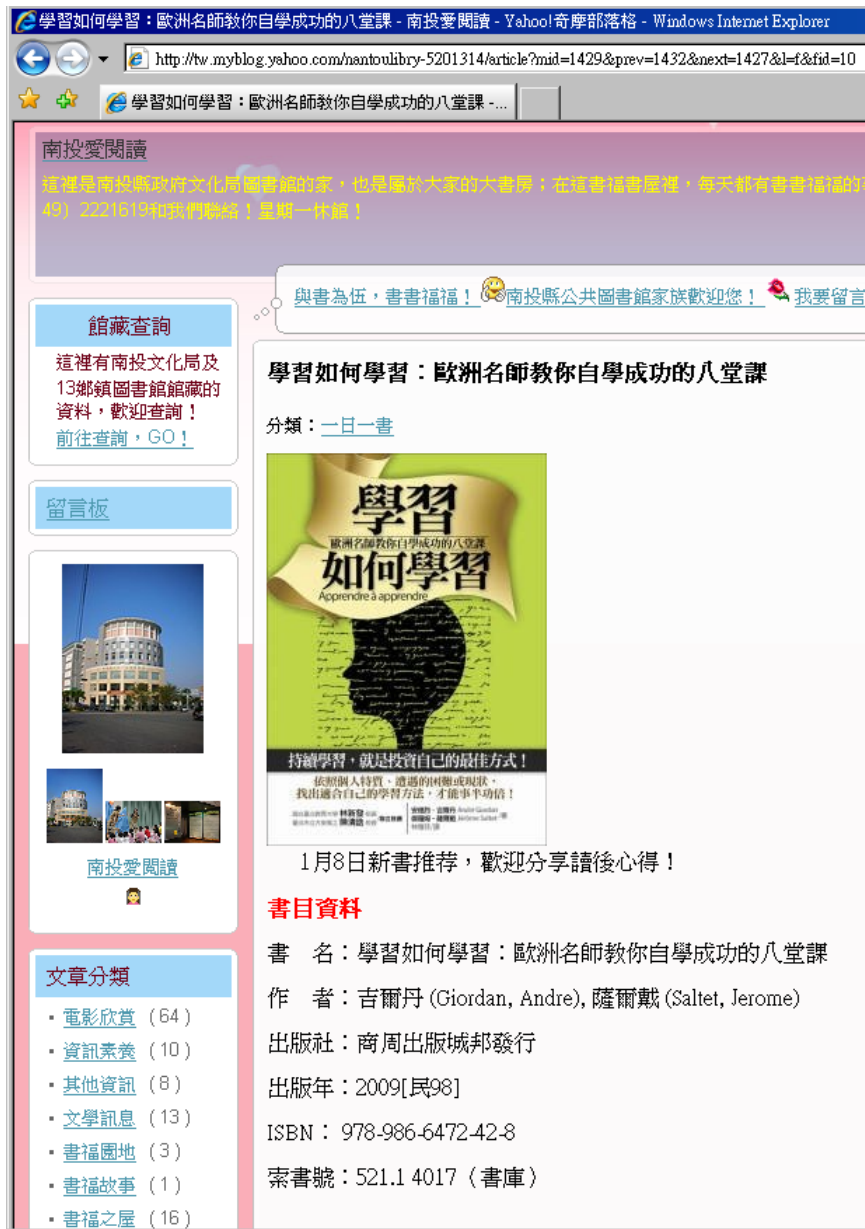 學習如何學習：歐洲名師教你自學成功的八堂課 - 南投愛閱讀 - Yahoo!奇摩部落格 - Windows Internet Explorer
http://tw.myblog.yahoo.com/nantoulibry-5201314/article?mid=1429&prev=1432&next=1427&l=f&fid=10
學習如何學習：歐洲名師教你自學成功的八堂課 -...
南投愛閱讀
這裡是南投縣政府文化局圖書館的家，也是屬於大家的大書房；在這書福書屋裡，每天都有書書福福的
49）2221619和我們聯絡！星期一休館！
與書為伍，書書福福！ 南投縣公共圖書館家族歡迎您！ 我要留言
館藏查詢
這裡有南投文化局及
13鄉鎮圖書館館藏的
資料，歡迎查詢！
前往查詢，GO！
留言板
南投愛閱讀
文章分類
電影欣賞 (64)
資訊素養 (10)
其他資訊 (8)
文學訊息 (13)
書福園地 (3)
書福故事 (1)
書福之屋 (16)
學習如何學習：歐洲名師教你自學成功的八堂課
分類：一日一書
學習
歐洲名師教你自學成功的八堂課
如何學習
Apprendre à apprendre
持續學習，就是投資自己的最佳方式！
依照個人特質、遭遇的困難或現狀，
找出適合自己的學習方法，才能事半功倍！
林新發
陳清誥
1月8日新書推荐，歡迎分享讀後心得！
書目資料
書　名：學習如何學習：歐洲名師教你自學成功的八堂課
作　者：吉爾丹 (Giordan, Andre), 薩爾戴 (Saltet, Jerome)
出版社：商周出版城邦發行
出版年：2009[民98]
ISBN： 978-986-6472-42-8
索書號：521.1 4017（書庫）